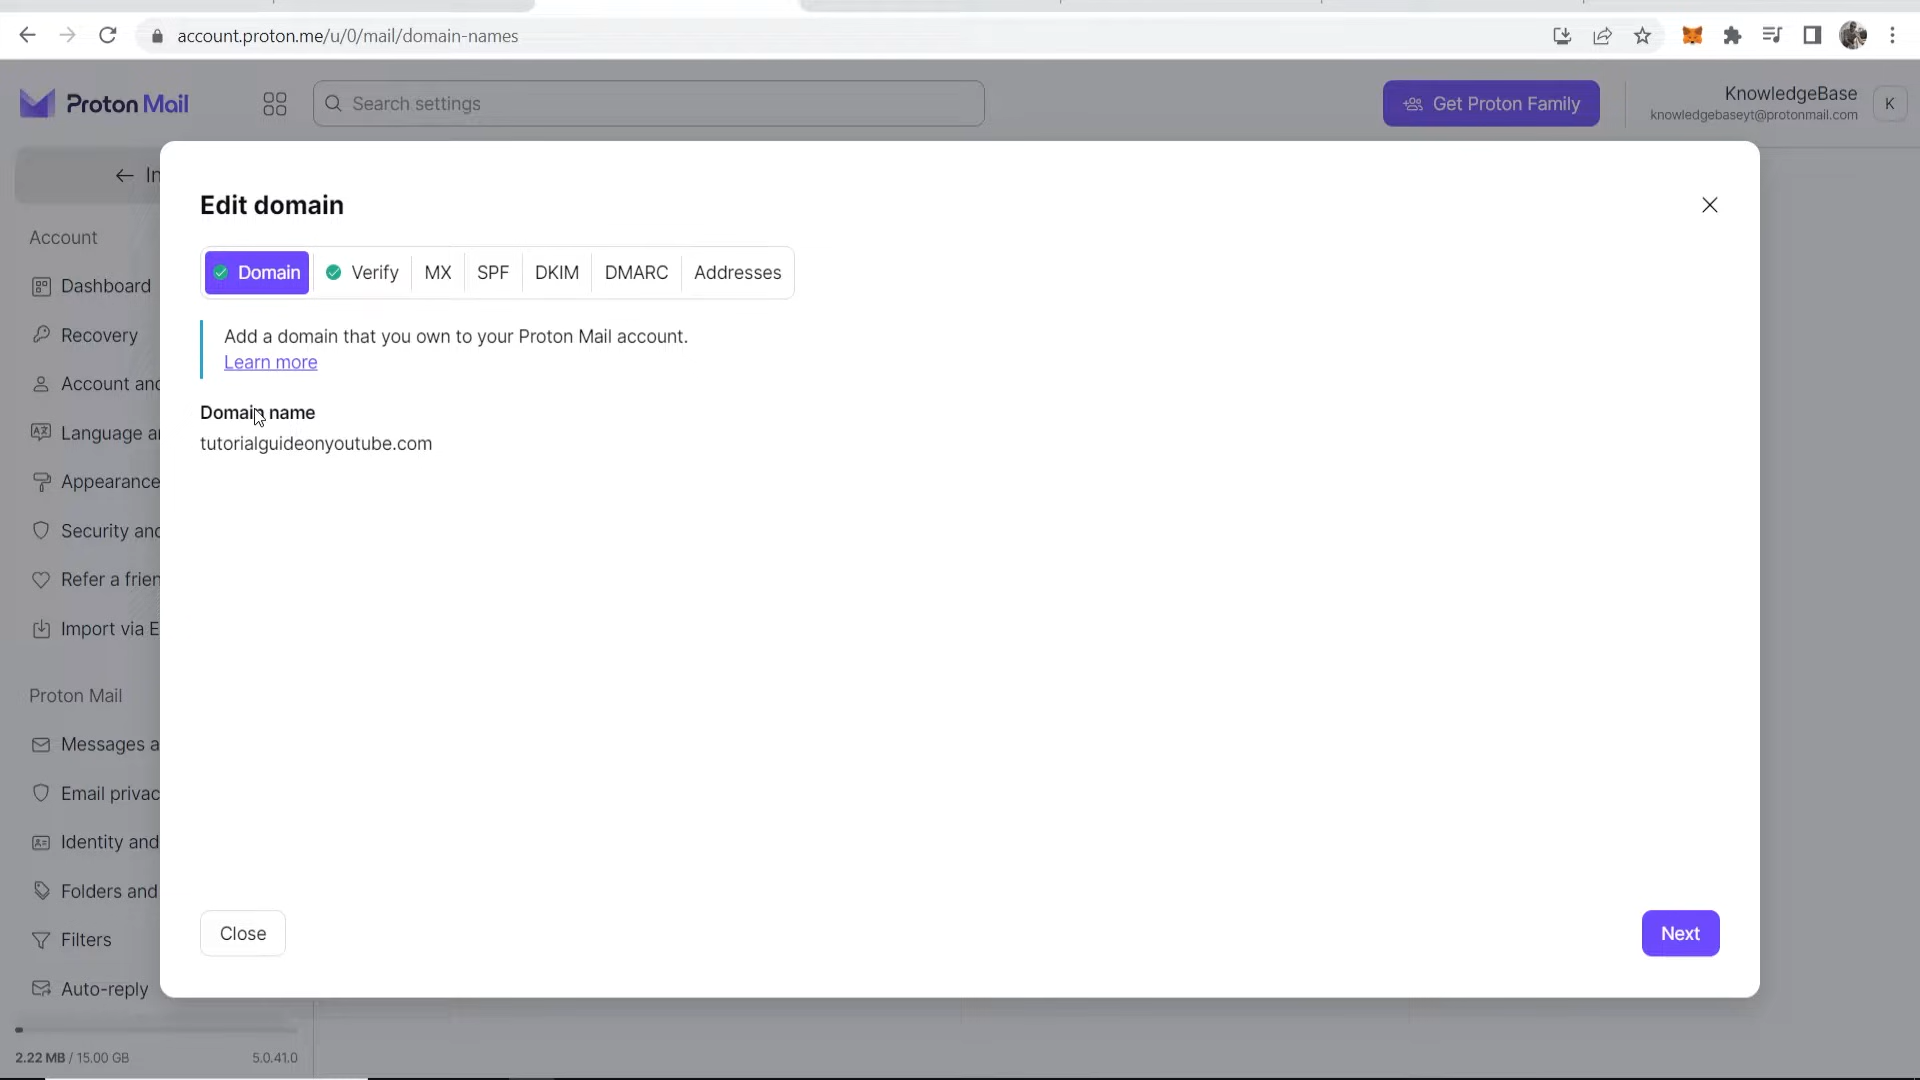 account.proton.me/u/0/mail/domain-names
Proton Mail
Search settings
Get Proton Family
KnowledgeBase
knowledgebaseyt@protonmail.com
K
In
Edit domain
Account
Domain
Verify
MX
SPF
DKIM
DMARC
Addresses
Dashboard
Add a domain that you own to your Proton Mail account.
Recovery
Learn more
Account and
Domain name
Language a
tutorialguideonyoutube.com
Appearance
Security and
Refer a frien
Import via E
Proton Mail
Messages a
Email privac
Identity and
Folders and
Filters
Close
Next
Auto-reply
2.22 MB / 15.00 GB
5.0.41.0